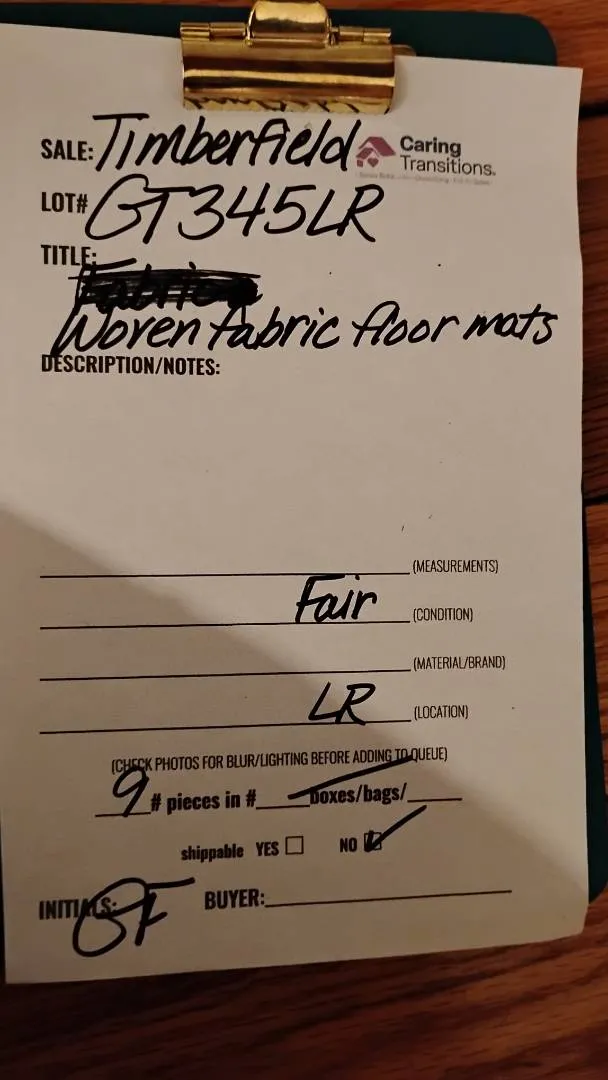 SALE: Timberfield
Caring
Transitions.
LOT# GT345LR
TITLE:
Woven fabric floor mats
DESCRIPTION/NOTES:
(MEASUREMENTS)
Fair (CONDITION)
(MATERIAL/BRAND)
LR (LOCATION)
(CHECK PHOTOS FOR BLUR/LIGHTING BEFORE ADDING TO QUEUE)
9 # pieces in # boxes/bags/
shippable YES NO
INITIALS: BUYER: